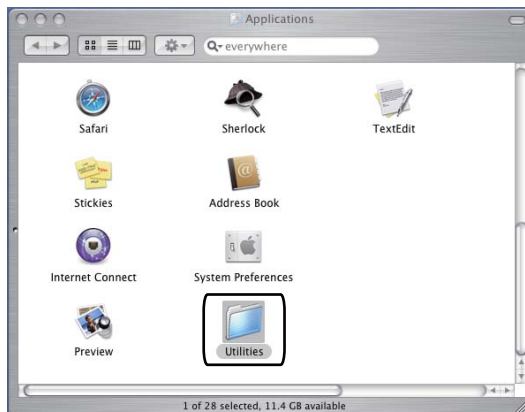 Applications
everywhere
Safari
Sherlock
TextEdit
Stickies
Address Book
Internet Connect
System Preferences
Preview
Utilities
1 of 28 selected, 11.4 GB available